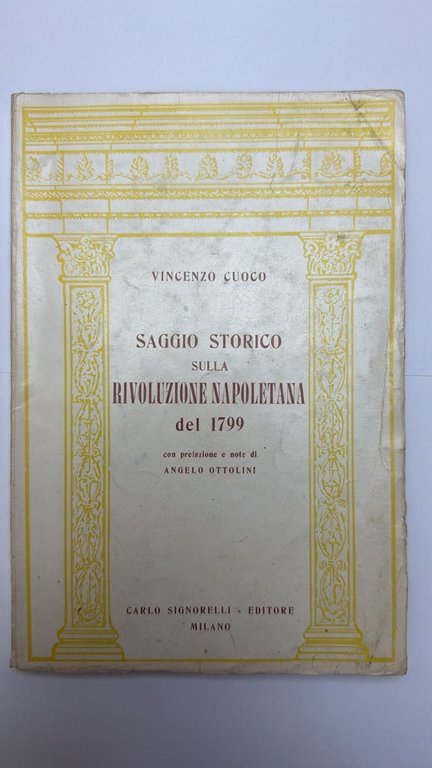 VINCENZO CUOCO
SAGGIO STORICO
SULLA
RIVOLUZIONE NAPOLETANA
del 1799
con prefazione e note di
ANGELO OTTOLINI
CARLO SIGNORELLI - EDITORE
MILANO